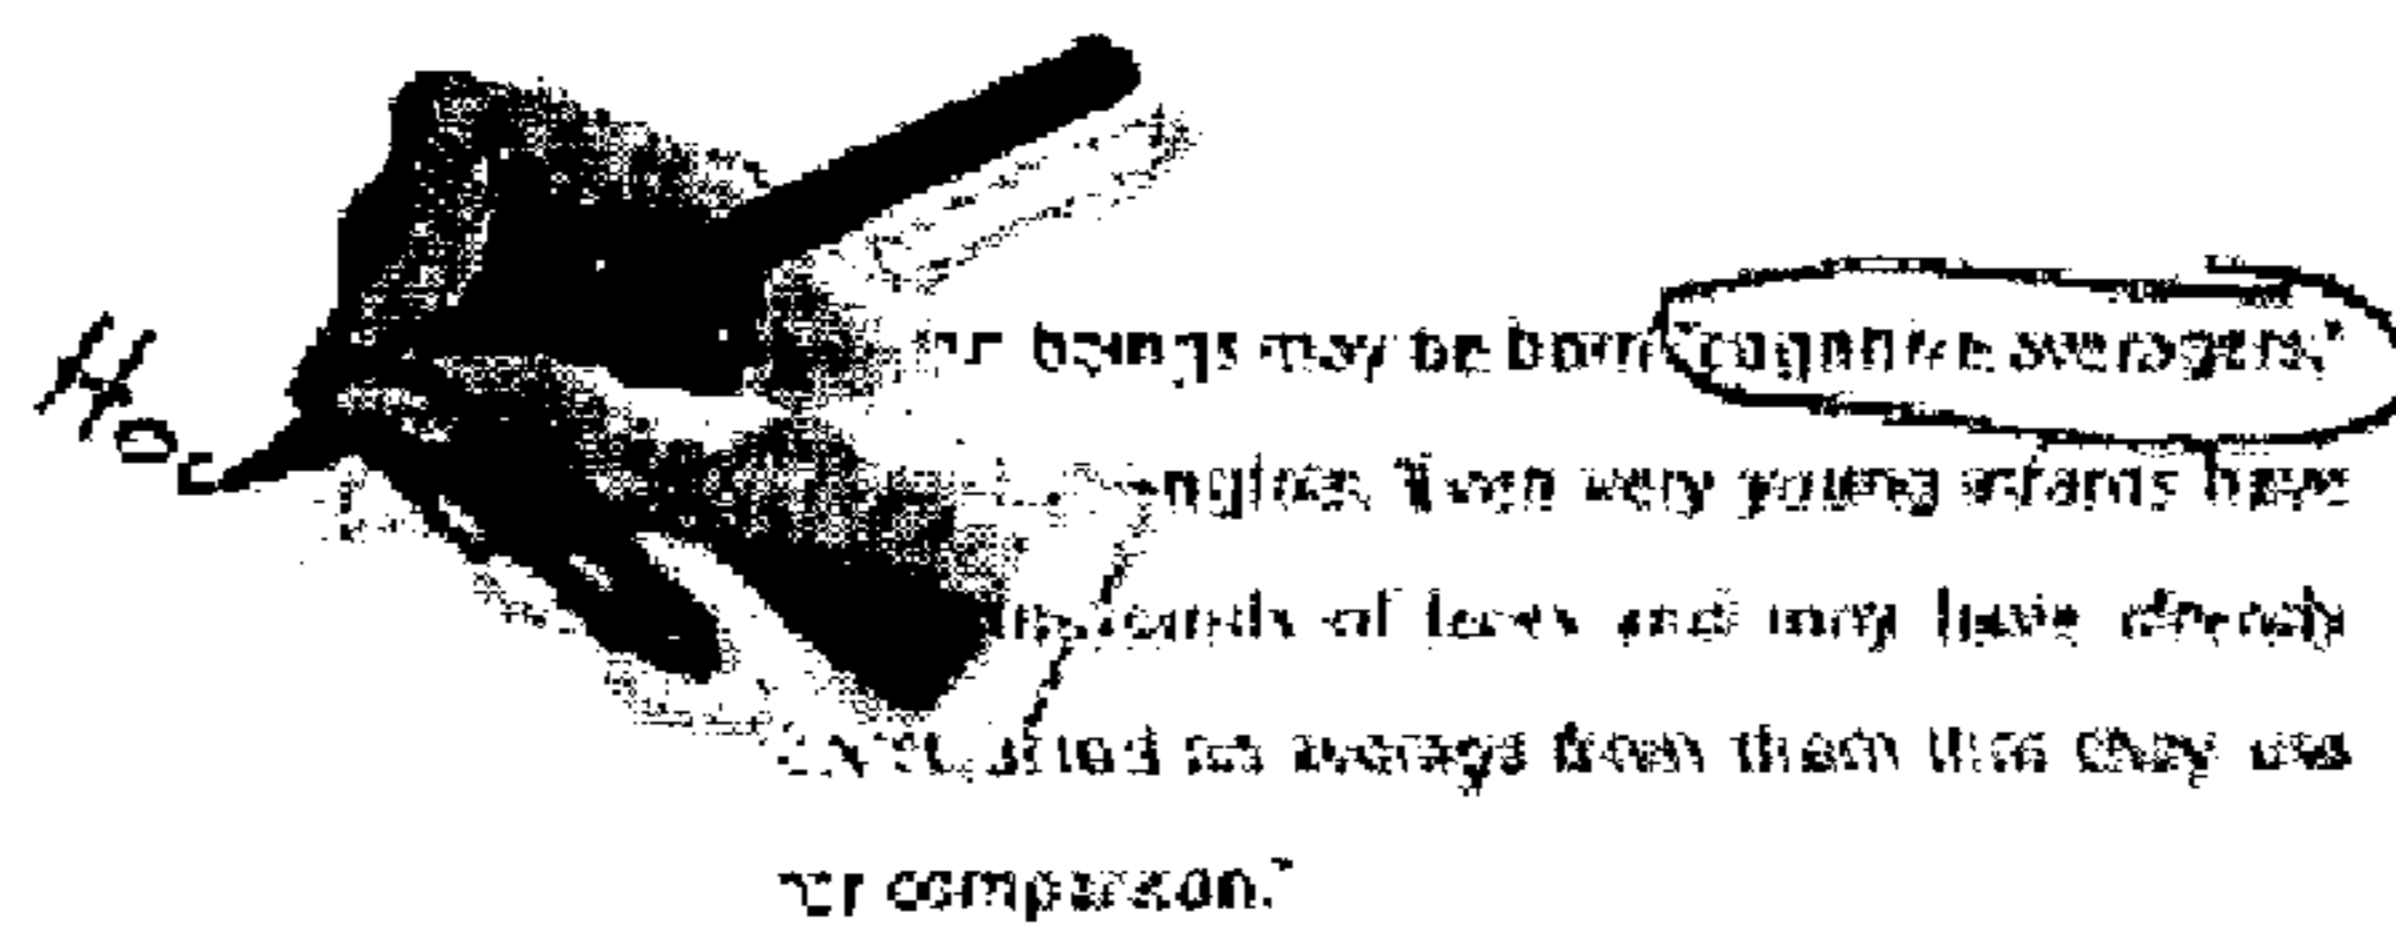 beings may be born "cognitive averagers,"
Even very young infants have
of faces and may have already
an average from them that they use
for comparison."